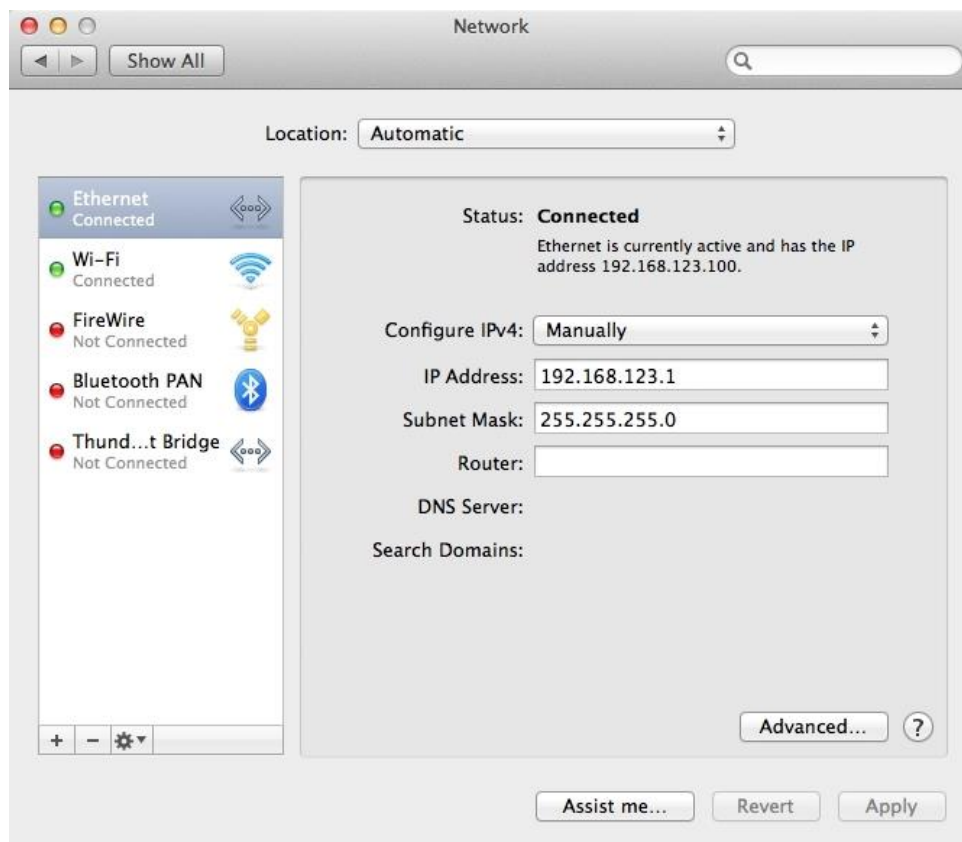 Network
Show All
Location: Automatic
Ethernet
Connected
Wi-Fi
Connected
FireWire
Not Connected
Bluetooth PAN
Not Connected
Thund...t Bridge
Not Connected
Status: Connected
Ethernet is currently active and has the IP
address 192.168.123.100.
Configure IPv4: Manually
IP Address: 192.168.123.1
Subnet Mask: 255.255.255.0
Router:
DNS Server:
Search Domains:
+ −
Advanced... ?
Assist me... Revert Apply